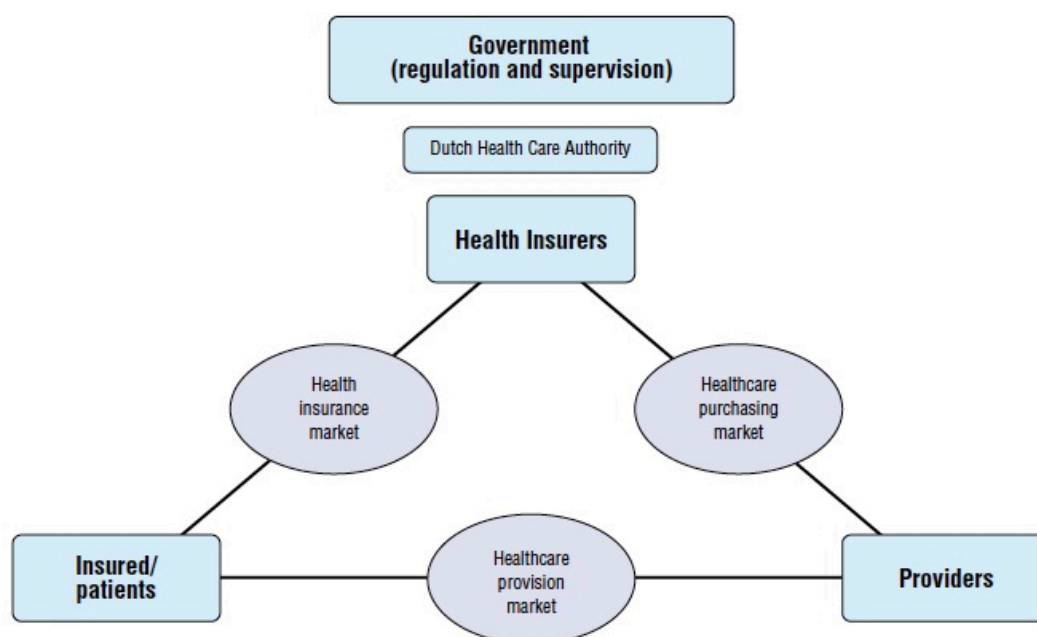 Government
(regulation and supervision)
Dutch Health Care Authority
Health Insurers
Health
insurance
market
Healthcare
purchasing
market
Insured/
patients
Healthcare
provision
market
Providers